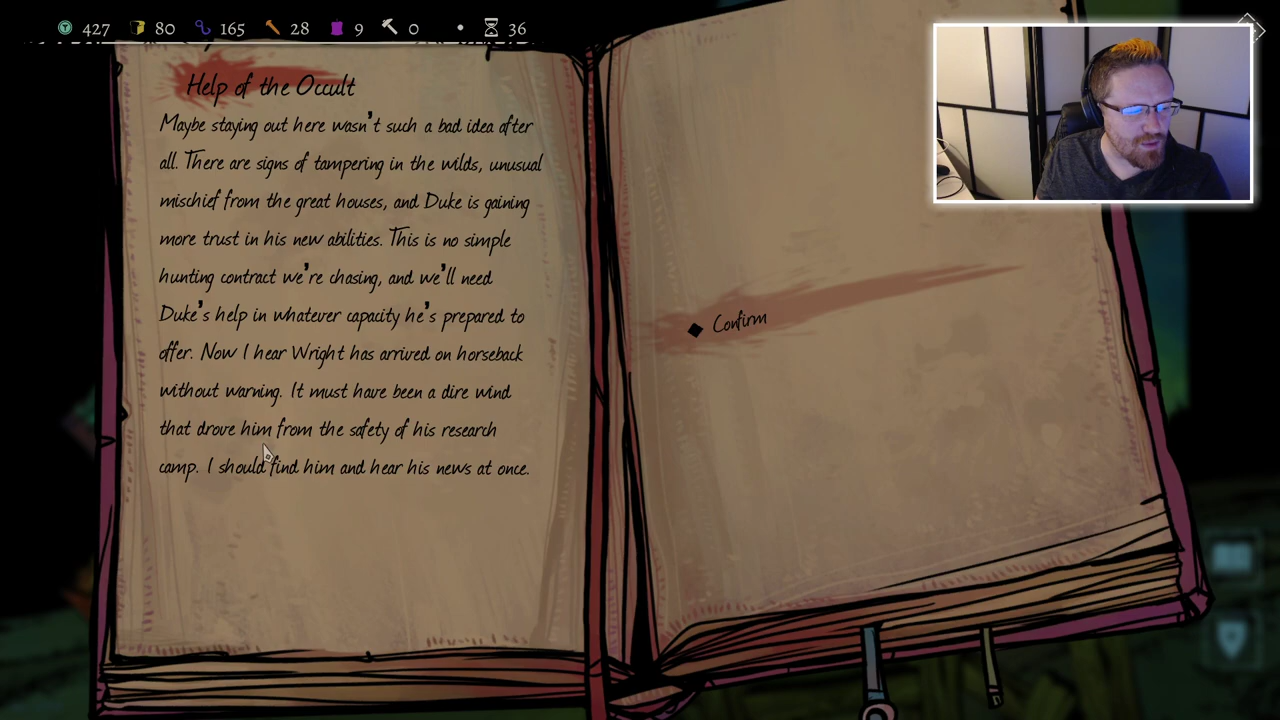 427 80 165 28 9 0 36
Help of the Occult
Maybe staying out here wasn't such a bad idea after
all. There are signs of tampering in the wilds, unusual
mischief from the great houses, and Duke is gaining
more trust in his new abilities. This is no simple
hunting contract we're chasing, and we'll need
Duke's help in whatever capacity he's prepared to
offer. Now I hear Wright has arrived on horseback
without warning. It must have been a dire wind
that drove him from the safety of his research
camp. I should find him and hear his news at once.
Confirm